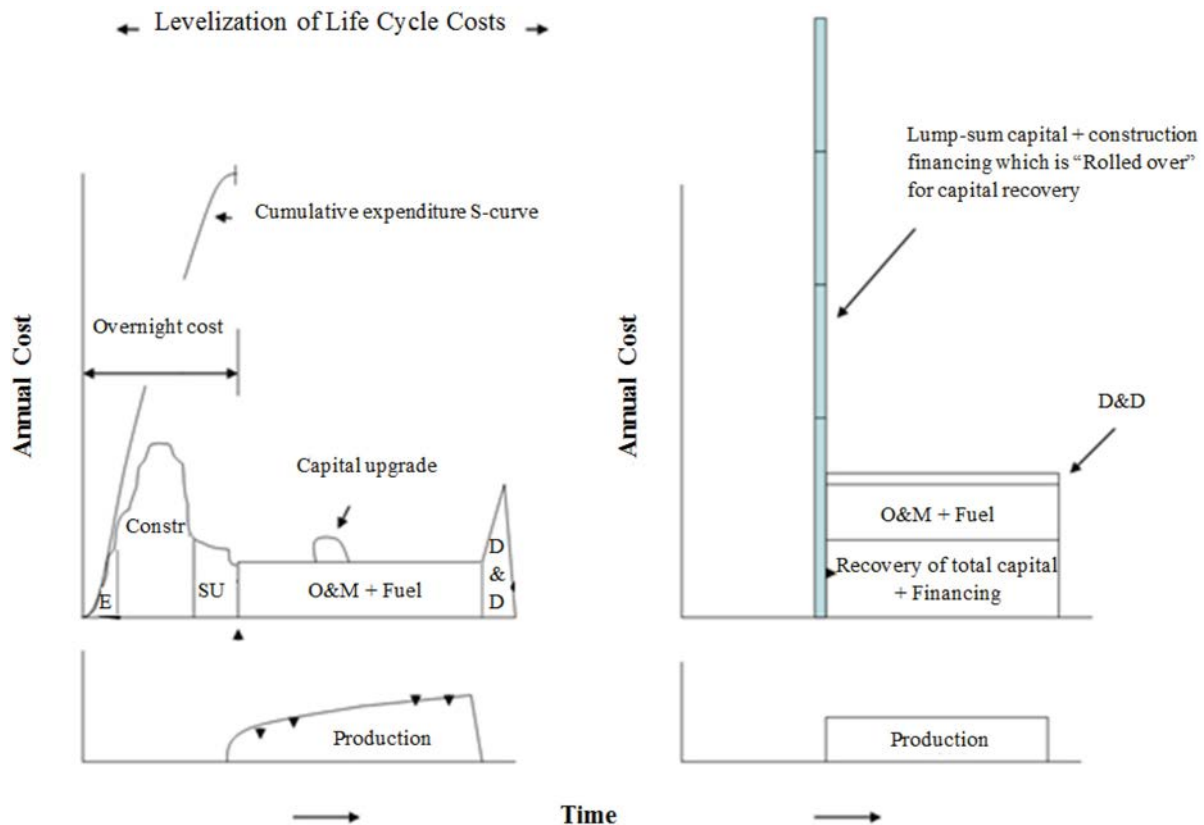 Levelization of Life Cycle Costs
Cumulative expenditure S-curve
Overnight cost
Annual Cost
Capital upgrade
Constr
E
SU
O&M + Fuel
D
&
D
Production
Lump-sum capital + construction
financing which is “Rolled over”
for capital recovery
Annual Cost
D&D
O&M + Fuel
Recovery of total capital
+ Financing
Production
Time